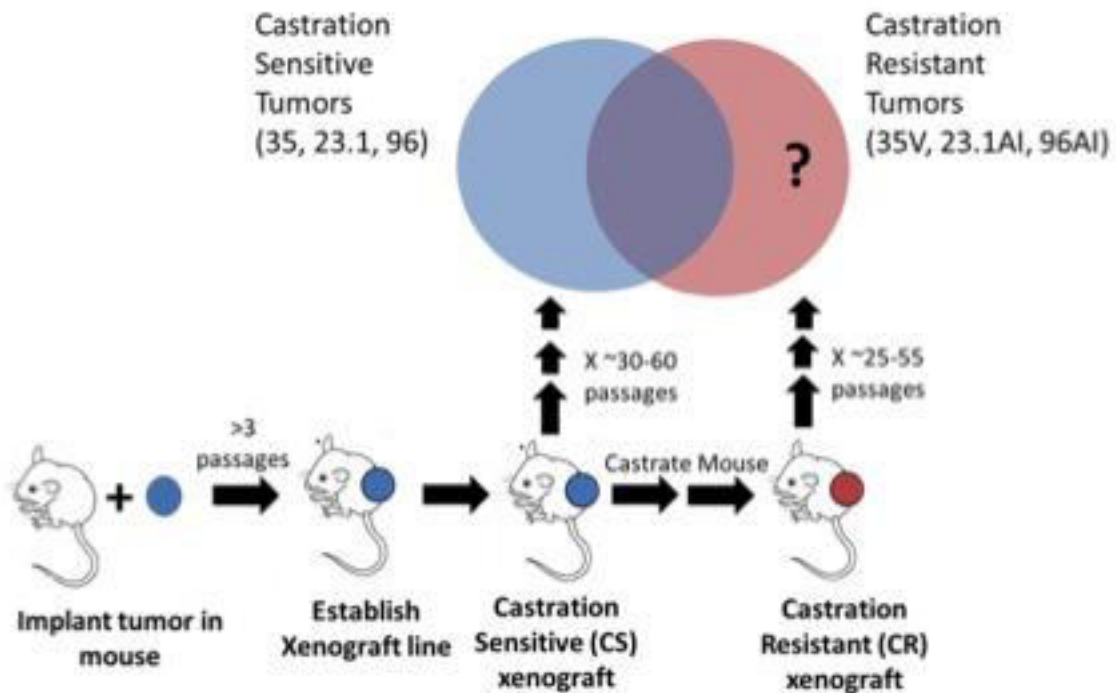 Castration
Sensitive
Tumors
(35, 23.1, 96)
Castration
Resistant
Tumors
(35V, 23.1AI, 96AI)
?
X ~30-60
passages
X ~25-55
passages
>3
passages
+
Castrate Mouse
Implant tumor in
mouse
Establish
Xenograft line
Castration
Sensitive (CS)
xenograft
Castration
Resistant (CR)
xenograft